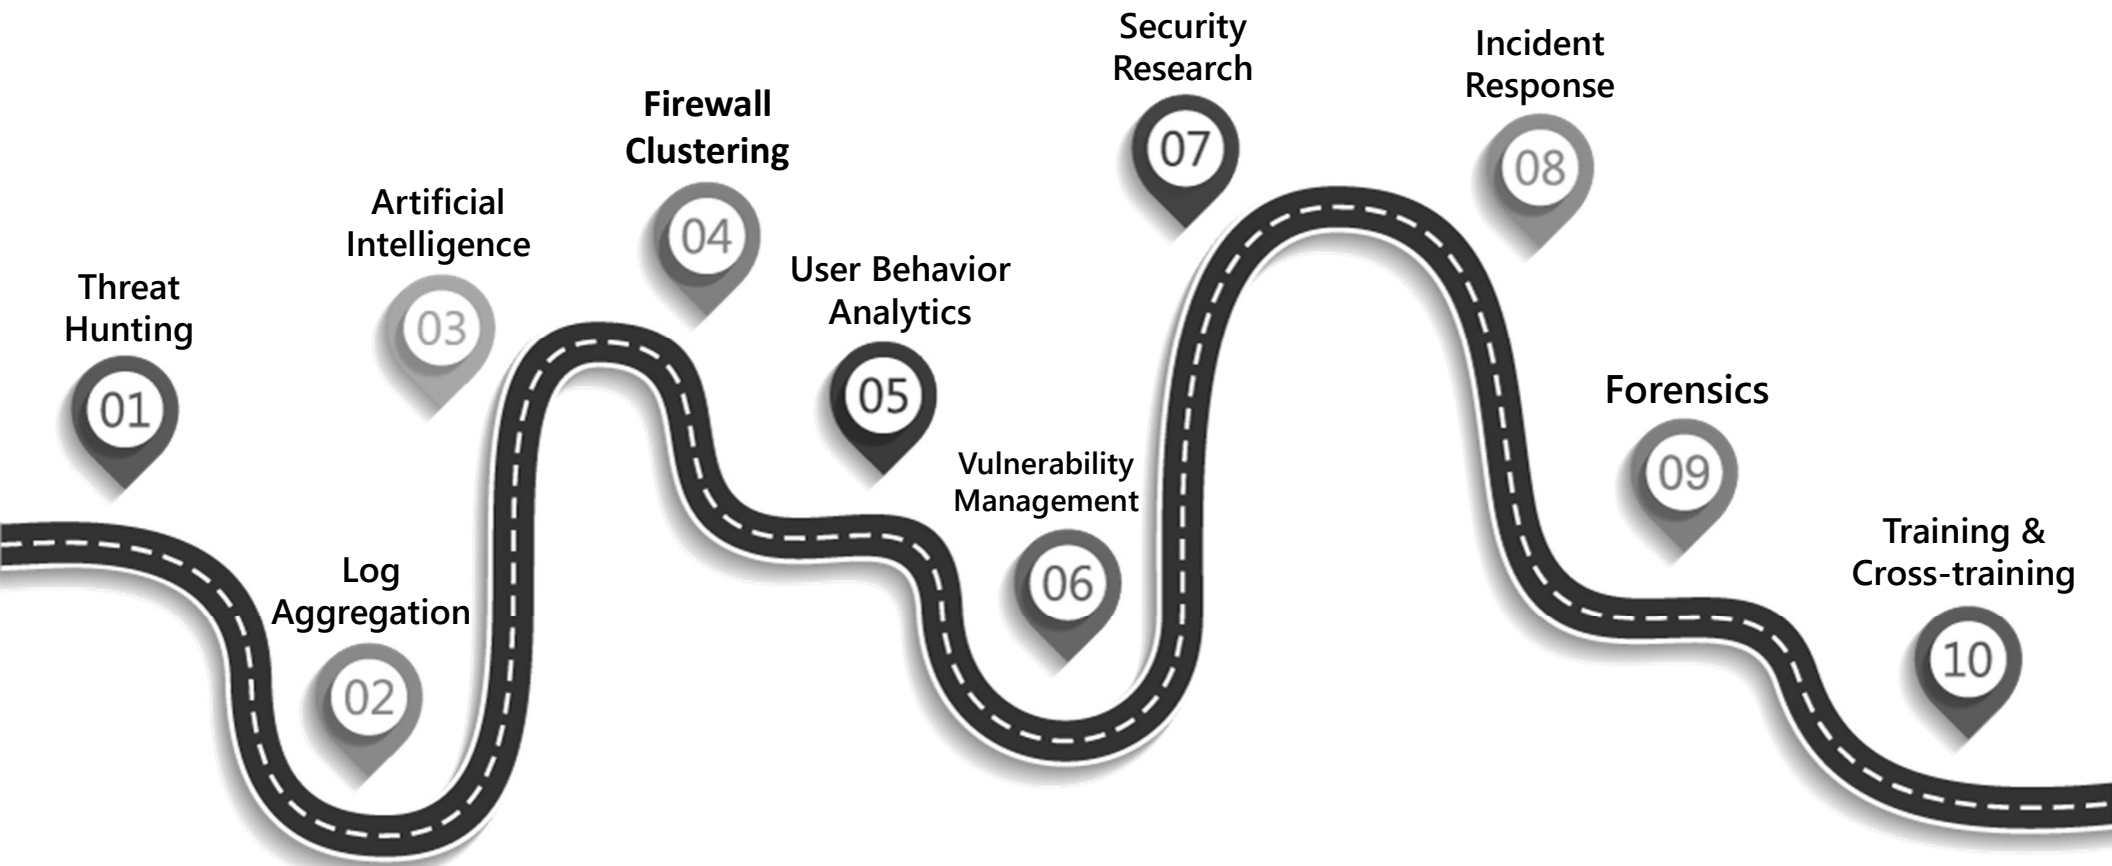 Threat
Hunting
01
Log
Aggregation
02
Artificial
Intelligence
03
Firewall
Clustering
04
User Behavior
Analytics
05
Vulnerability
Management
06
Security
Research
07
Incident
Response
08
Forensics
09
Training &
Cross-training
10